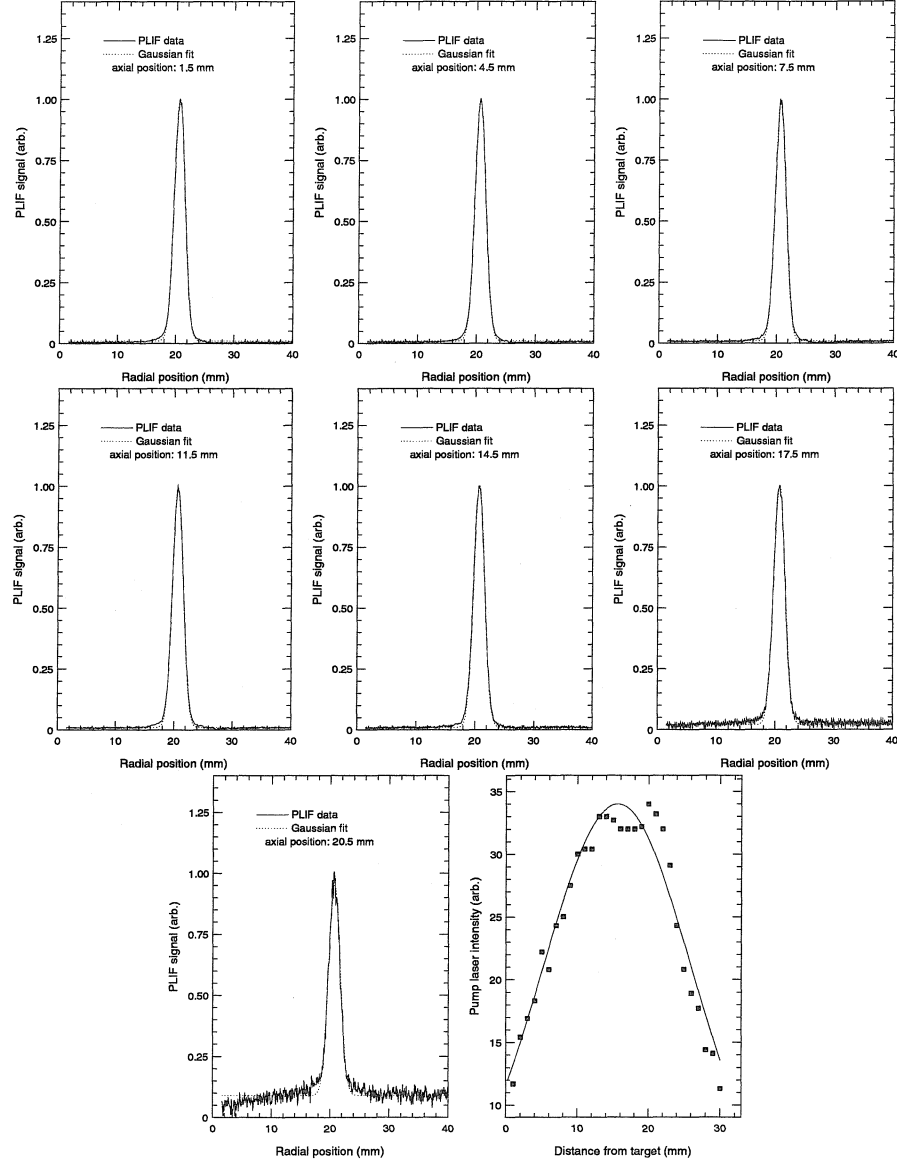 1.25
1.00
0.75
0.50
0.25
0
PLIF signal (arb.)
PLIF data
Gaussian fit
axial position: 1.5 mm
0 10 20 30 40
Radial position (mm)
1.25
1.00
0.75
0.50
0.25
0
PLIF signal (arb.)
PLIF data
Gaussian fit
axial position: 4.5 mm
0 10 20 30 40
Radial position (mm)
1.25
1.00
0.75
0.50
0.25
0
PLIF signal (arb.)
PLIF data
Gaussian fit
axial position: 7.5 mm
0 10 20 30 40
Radial position (mm)
1.25
1.00
0.75
0.50
0.25
0
PLIF signal (arb.)
PLIF data
Gaussian fit
axial position: 11.5 mm
0 10 20 30 40
Radial position (mm)
1.25
1.00
0.75
0.50
0.25
0
PLIF signal (arb.)
PLIF data
Gaussian fit
axial position: 14.5 mm
0 10 20 30 40
Radial position (mm)
1.25
1.00
0.75
0.50
0.25
0
PLIF signal (arb.)
PLIF data
Gaussian fit
axial position: 17.5 mm
0 10 20 30 40
Radial position (mm)
1.25
1.00
0.75
0.50
0.25
0
PLIF signal (arb.)
PLIF data
Gaussian fit
axial position: 20.5 mm
0 10 20 30 40
Radial position (mm)
35
30
25
20
15
10
Pump laser intensity (arb.)
0 10 20 30
Distance from target (mm)